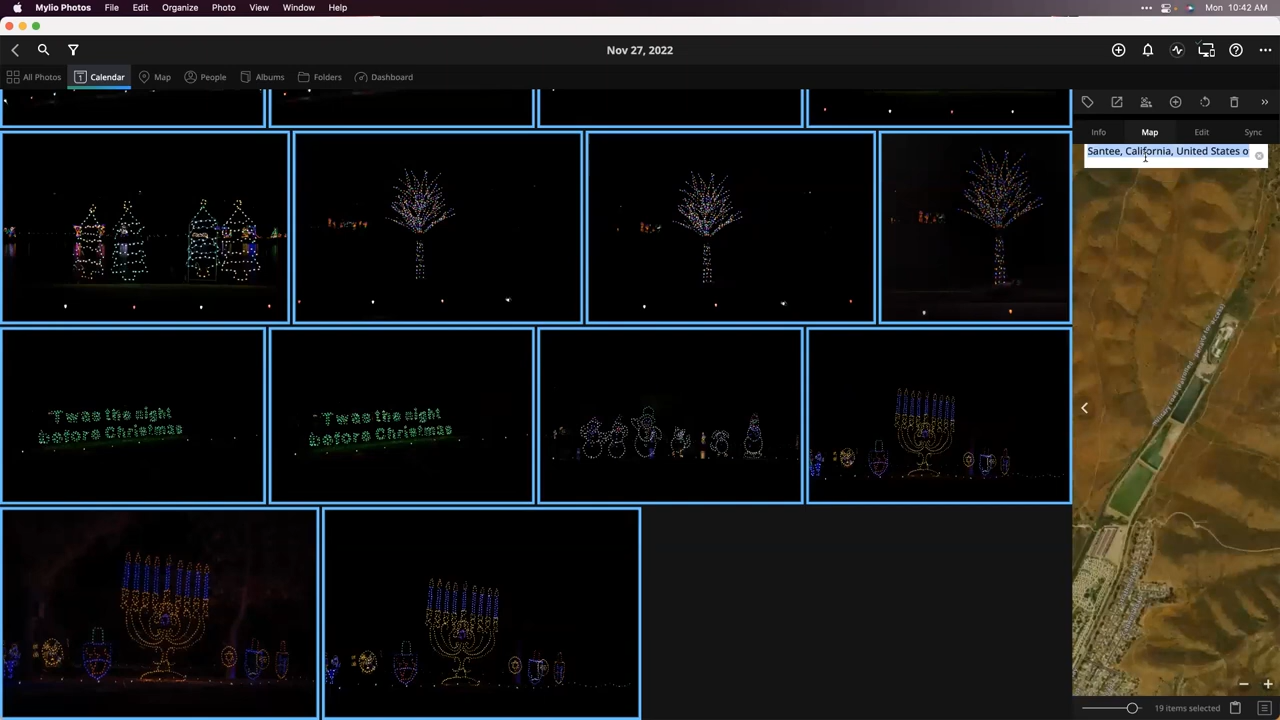 Mylio Photos File Edit Organize Photo View Window Help Mon 10:42 AM
Nov 27, 2022
All Photos Calendar Map People Albums Folders Dashboard
Info Map Edit Sync
Santee, California, United States o
'Twas the night
before Christmas
'Twas the night
before Christmas
19 items selected